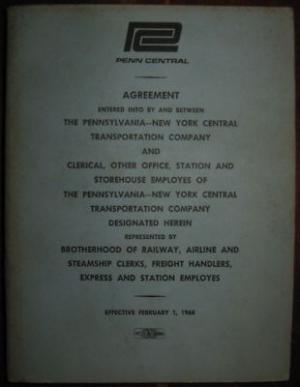 PENN CENTRAL
AGREEMENT
ENTERED INTO BY AND BETWEEN
THE PENNSYLVANIA—NEW YORK CENTRAL
TRANSPORTATION COMPANY
AND
CLERICAL, OTHER OFFICE, STATION AND
STOREHOUSE EMPLOYES OF
THE PENNSYLVANIA—NEW YORK CENTRAL
TRANSPORTATION COMPANY
DESIGNATED HEREIN
REPRESENTED BY
BROTHERHOOD OF RAILWAY, AIRLINE AND
STEAMSHIP CLERKS, FREIGHT HANDLERS,
EXPRESS AND STATION EMPLOYES
EFFECTIVE FEBRUARY 1, 1968